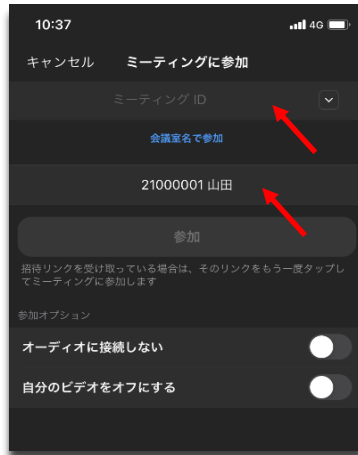 10:37 4G
キャンセル ミーティングに参加
ミーティング ID
会議室名で参加
21000001 山田
参加
招待リンクを受け取っている場合は、そのリンクをもう一度タップし
てミーティングに参加します
参加オプション
オーディオに接続しない
自分のビデオをオフにする